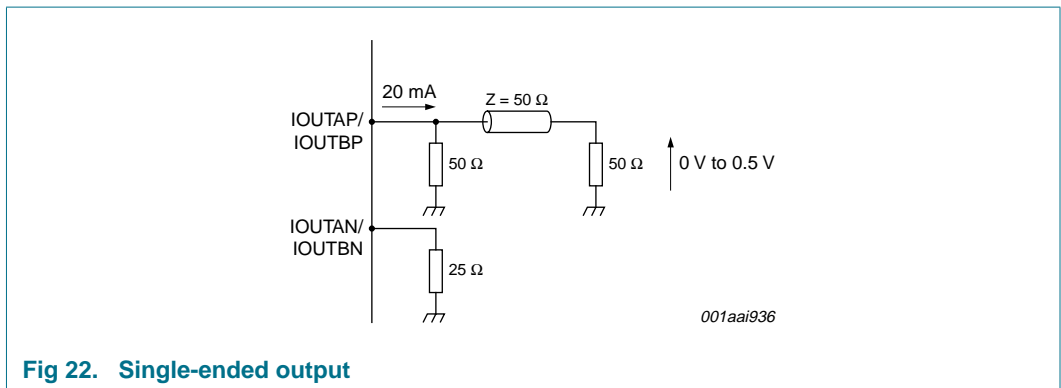 20 mA
Z = 50 Ω
IOUTAP/
IOUTBP
50 Ω
50 Ω
0 V to 0.5 V
IOUTAN/
IOUTBN
25 Ω
001aai936
Fig 22. Single-ended output